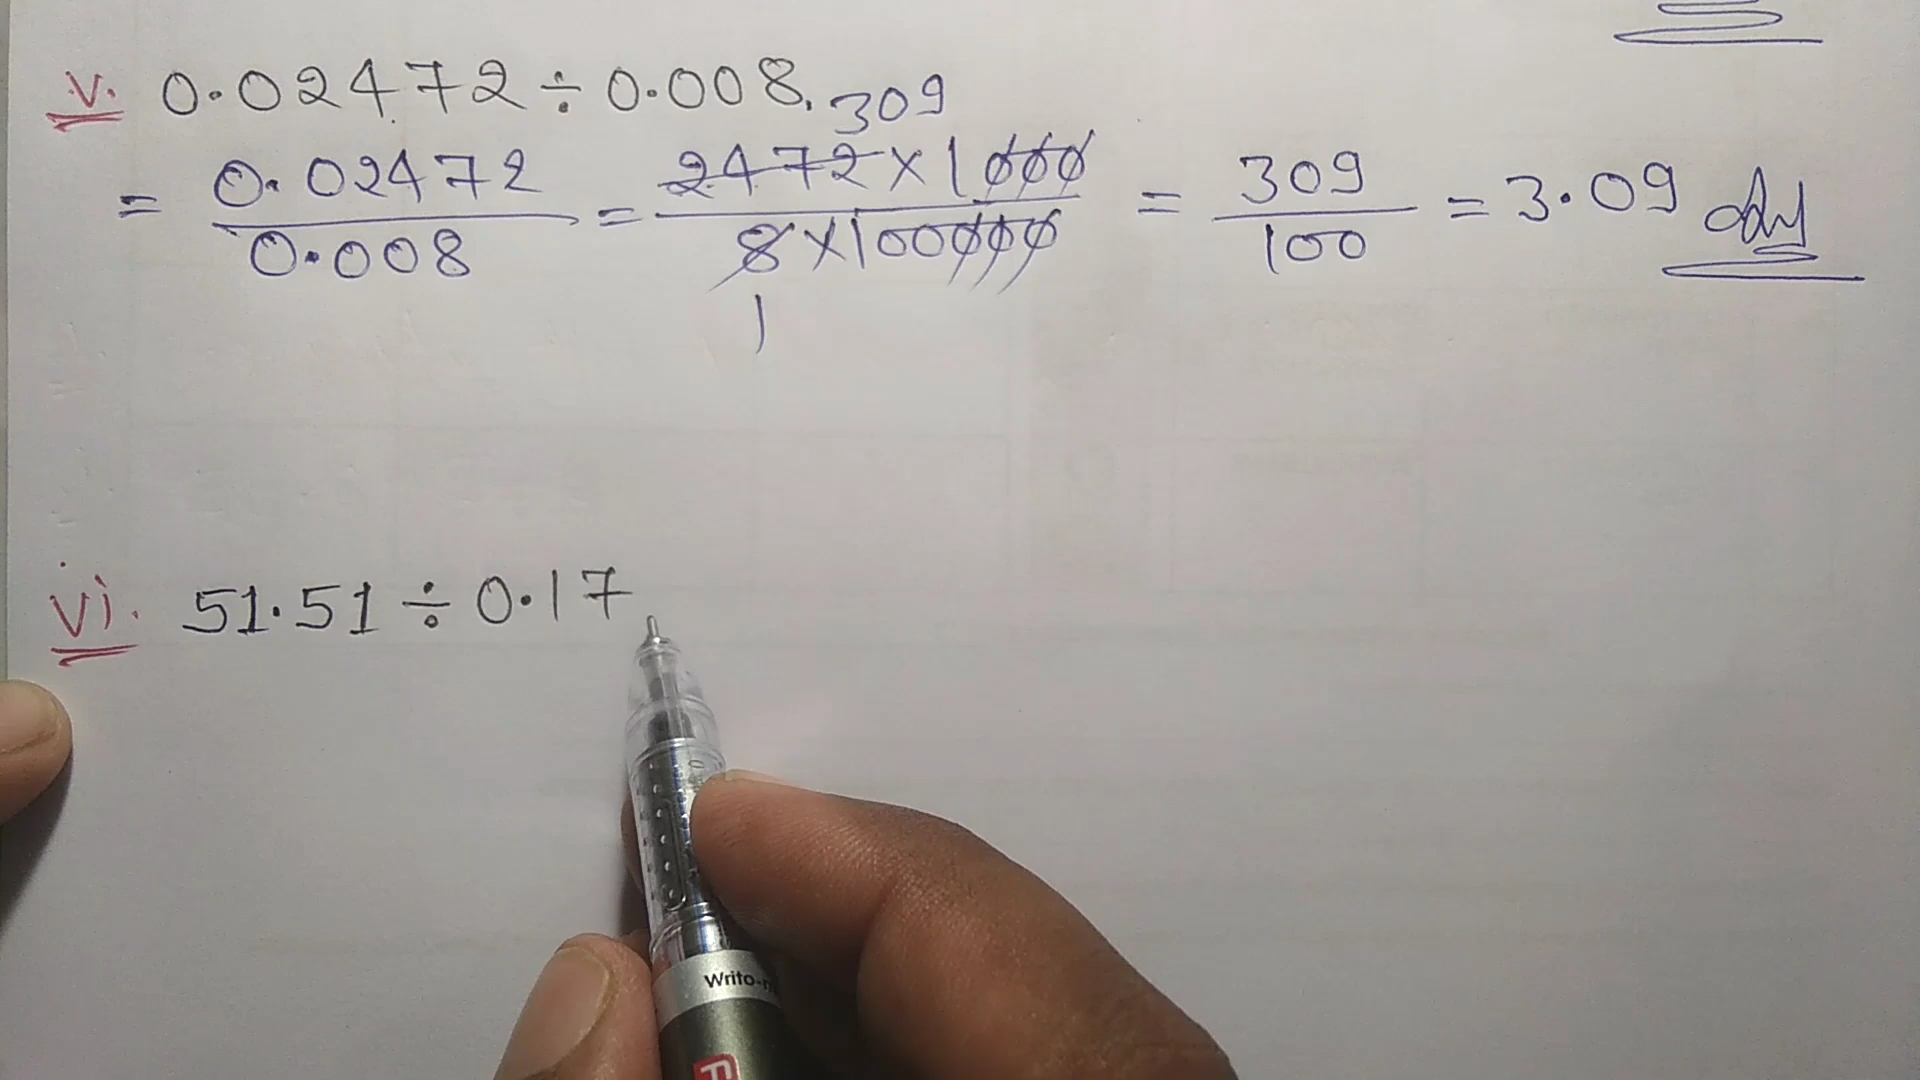 v. 0.02472 ÷ 0.008.
309
= 0.02472/0.008 = 2472×1000/8×100000 = 309/100 = 3.09
1
vi. 51.51 ÷ 0.17
Writo-